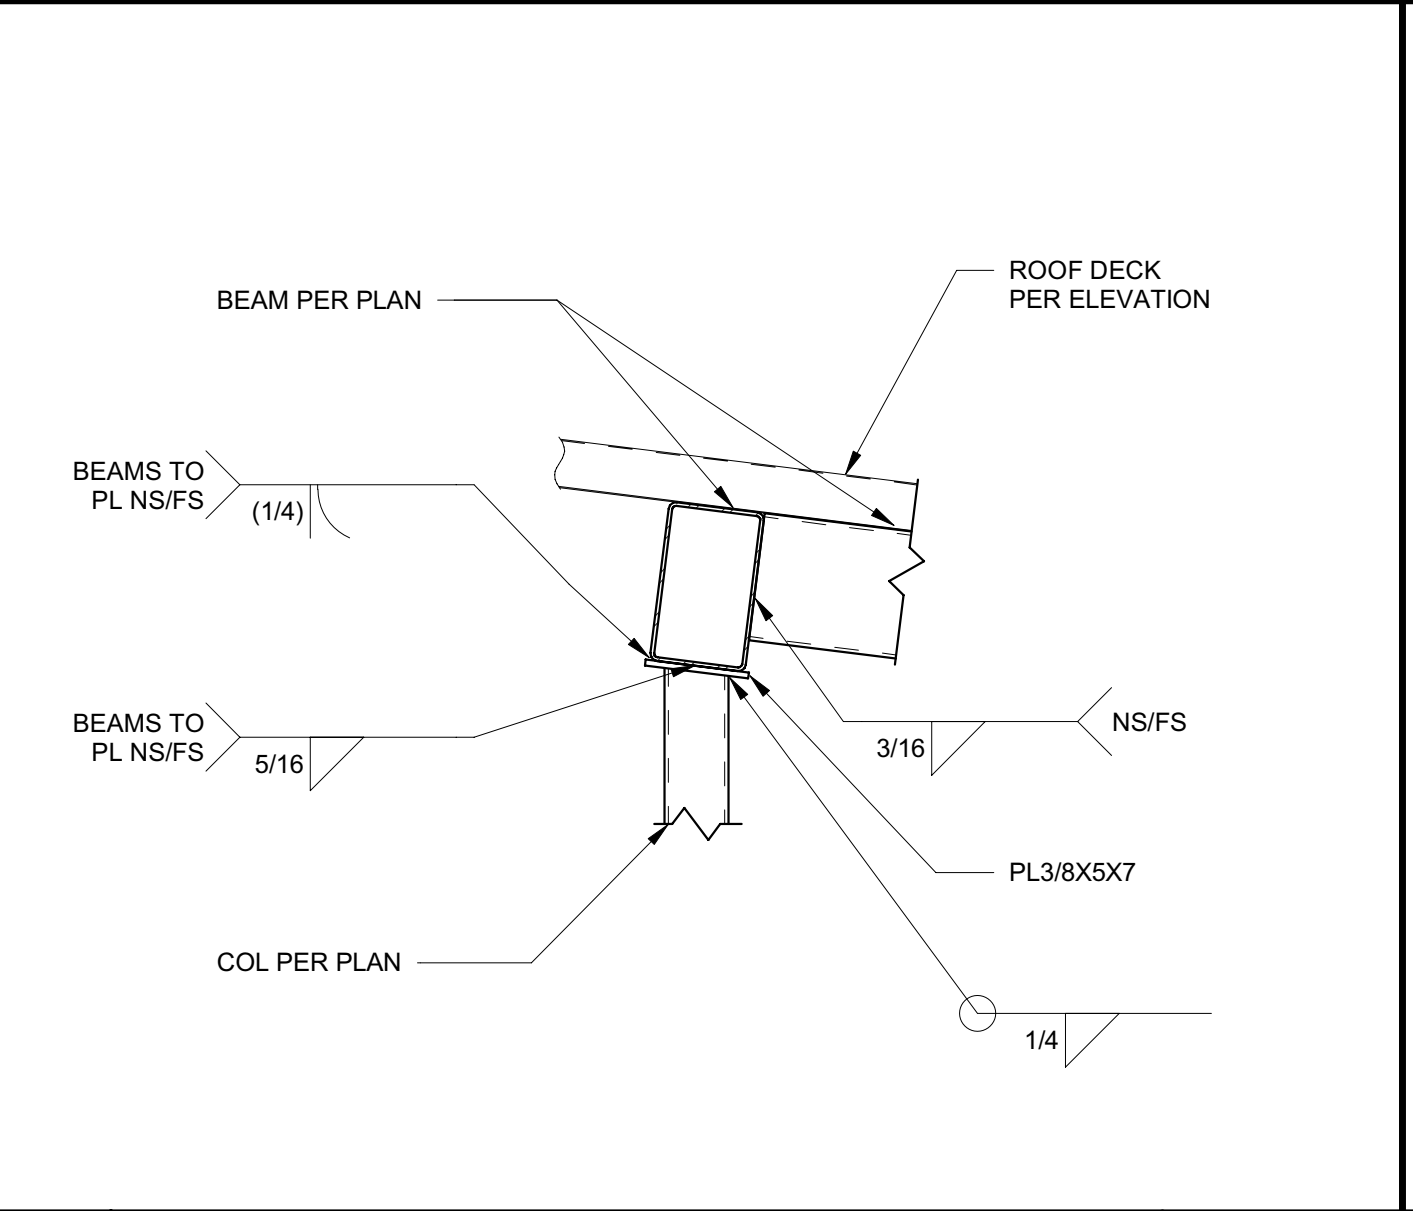 ROOF DECK
PER ELEVATION
BEAM PER PLAN
BEAMS TO
PL NS/FS
(1/4)
BEAMS TO
PL NS/FS
5/16
3/16
NS/FS
PL3/8X5X7
COL PER PLAN
1/4